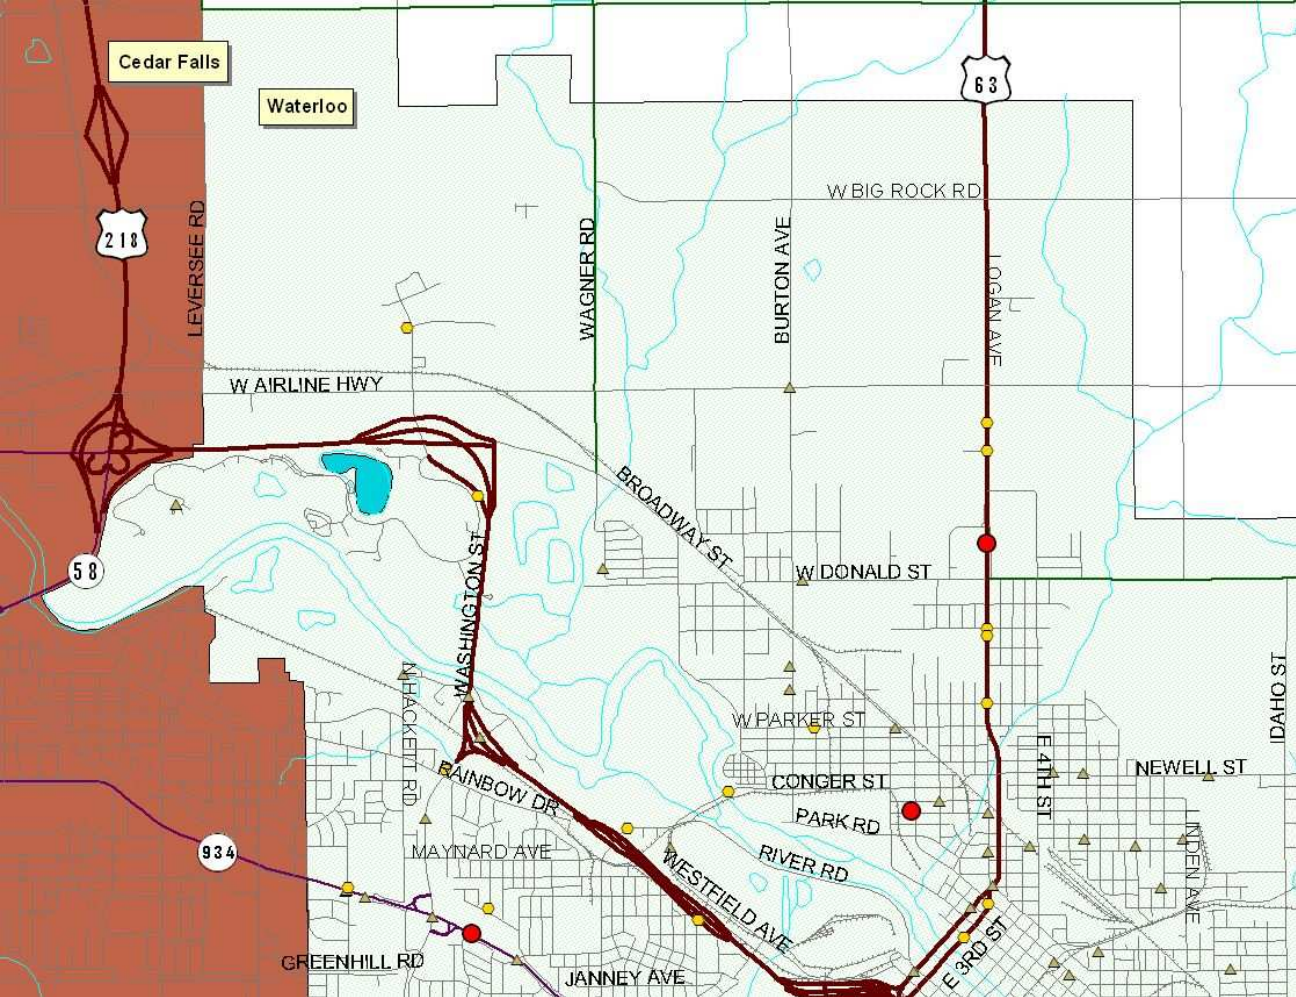 Cedar Falls
63
Waterloo
W BIG ROCK RD
218
LEVERSEE RD
WAGNER RD
BURTON AVE
LOGAN AVE
W AIRLINE HWY
BROADWAY ST
58
W DONALD ST
WASHINGTON ST
N HACKETT RD
W PARKER ST
IDAHO ST
E 4TH ST
NEWELL ST
RAINBOW DR
CONGER ST
PARK RD
934
MAYNARD AVE
RIVER RD
LINDEN AVE
WESTFIELD AVE
GREENHILL RD
E 3RD ST
JANNEY AVE